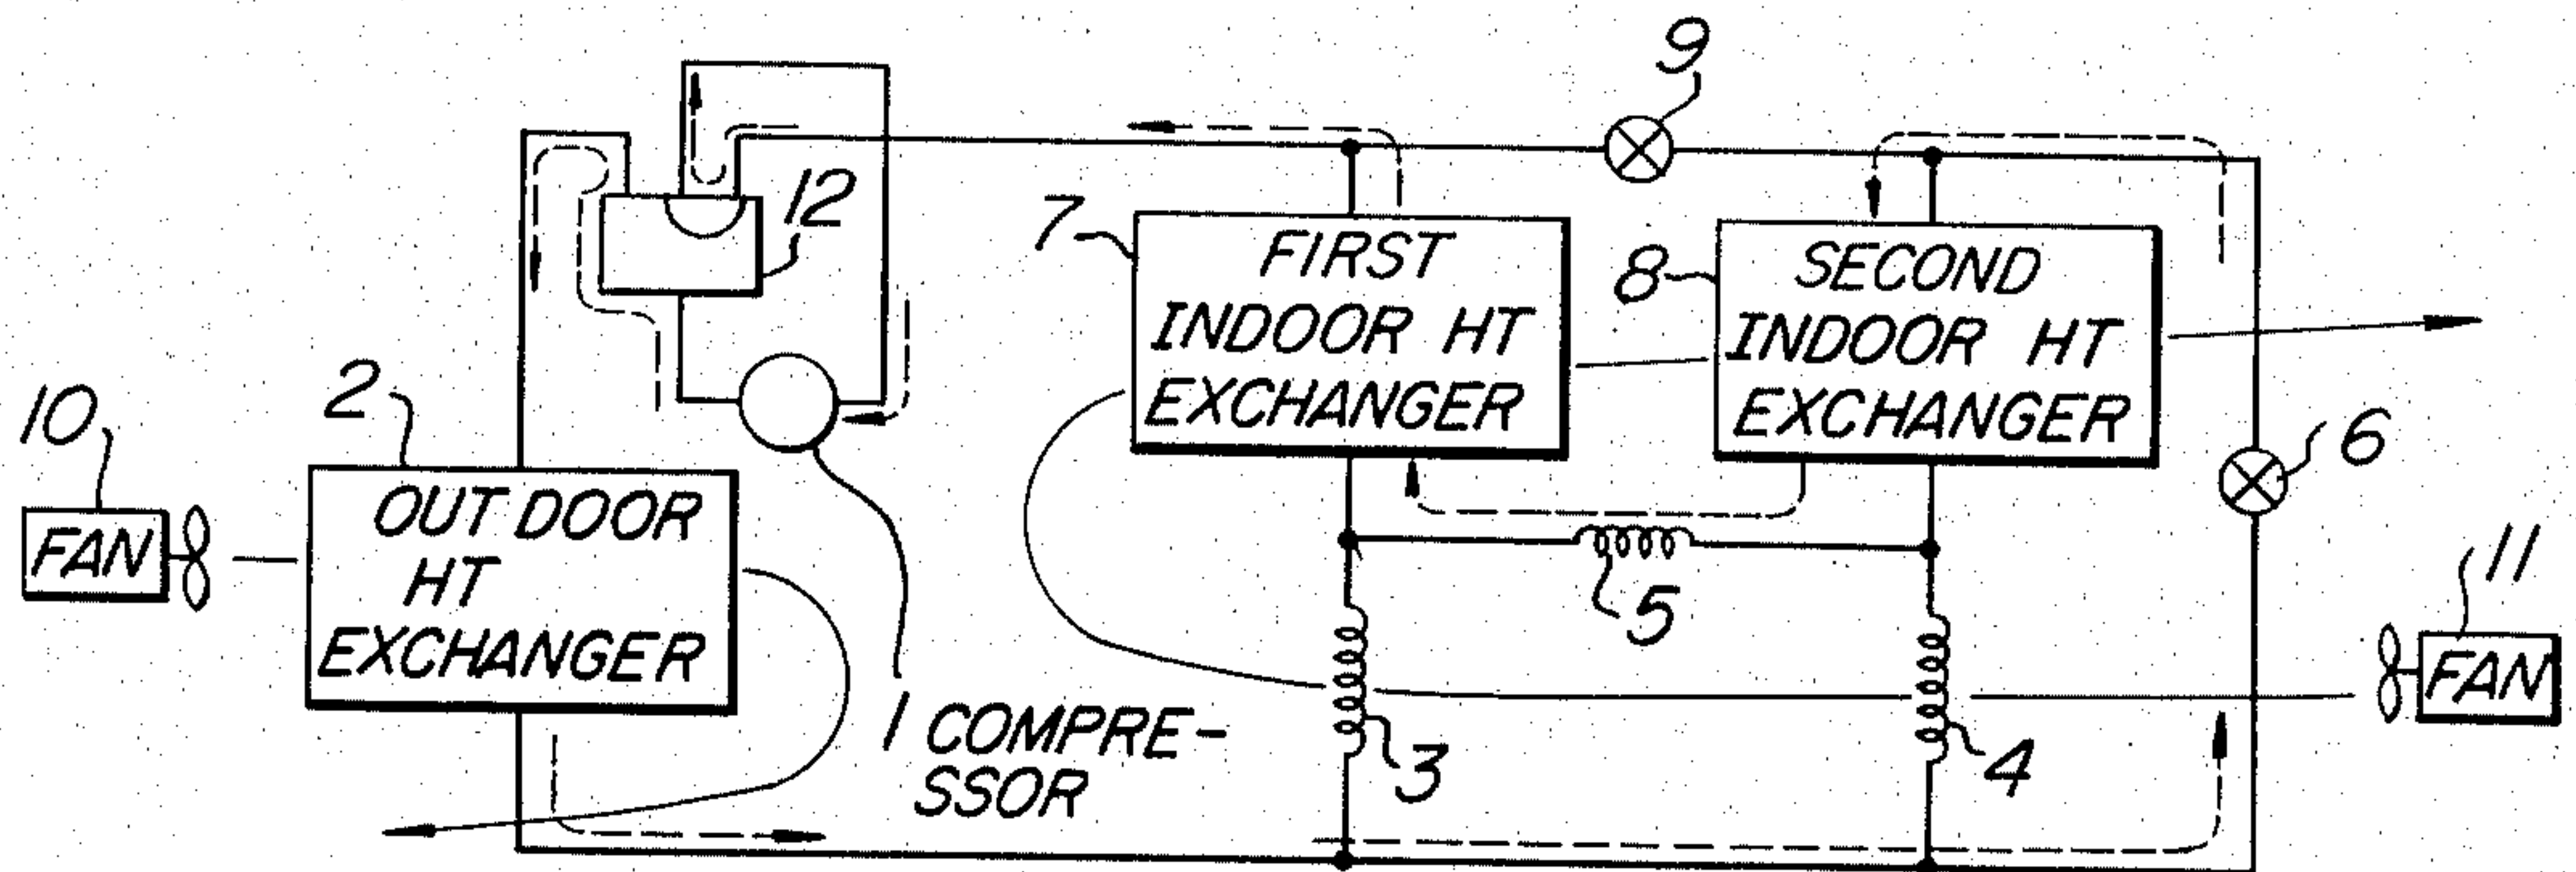 9
12
7
FIRST
INDOOR HT
EXCHANGER
8
SECOND
INDOOR HT
EXCHANGER
6
2
10
FAN
OUT DOOR
HT
EXCHANGER
5
11
FAN
1 COMPRE-
SSOR
3
4